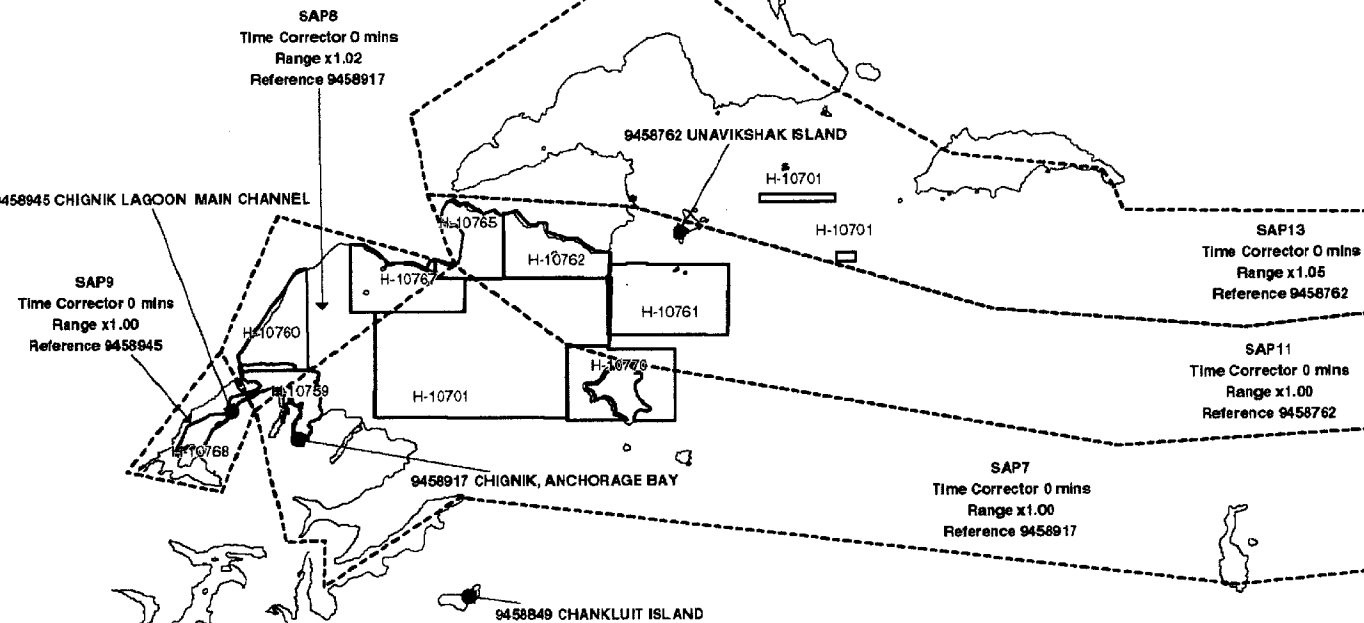 SAP8
Time Corrector 0 mins
Range x1.02
Reference 9458917
9458762 UNAVIKSHAK ISLAND
H-10701
9458945 CHIGNIK LAGOON MAIN CHANNEL
H-10765
H-10701
SAP13
Time Corrector 0 mins
Range x1.05
Reference 9458762
H-10762
H-10767
SAP9
Time Corrector 0 mins
Range x1.00
Reference 9458945
H-10761
H-10760
SAP11
Time Corrector 0 mins
Range x1.00
Reference 9458762
H-10770
H-10759
H-10701
H-10768
9458917 CHIGNIK, ANCHORAGE BAY
SAP7
Time Corrector 0 mins
Range x1.00
Reference 9458917
9458849 CHANKLUIT ISLAND